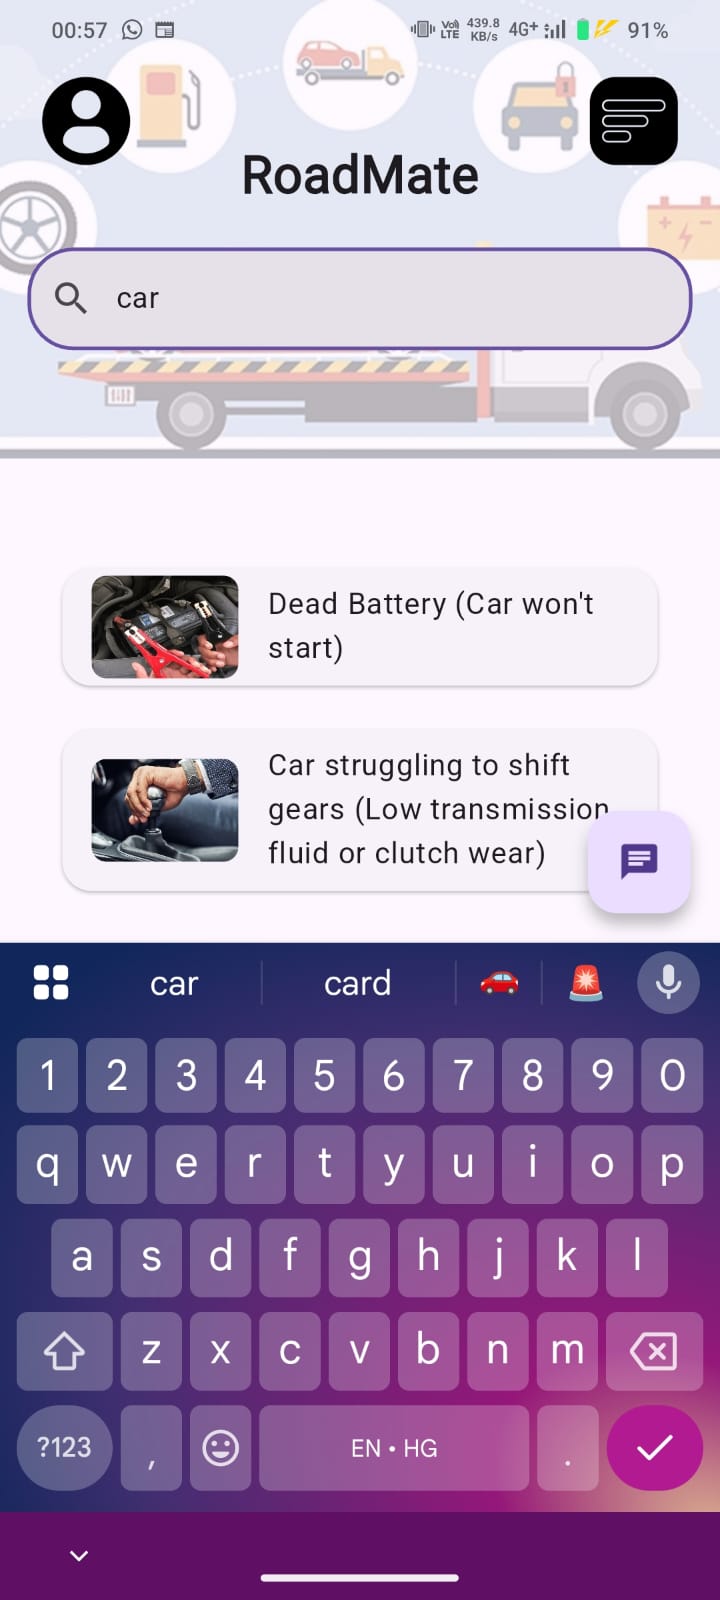 00:57 Vo) LTE 439.8 KB/s 4G+ 91%
RoadMate
car
Dead Battery (Car won't
start)
Car struggling to shift
gears (Low transmission
fluid or clutch wear)
car card
1 2 3 4 5 6 7 8 9 0
q w e r t y u i o p
a s d f g h j k l
z x c v b n m
?123 , EN • HG .